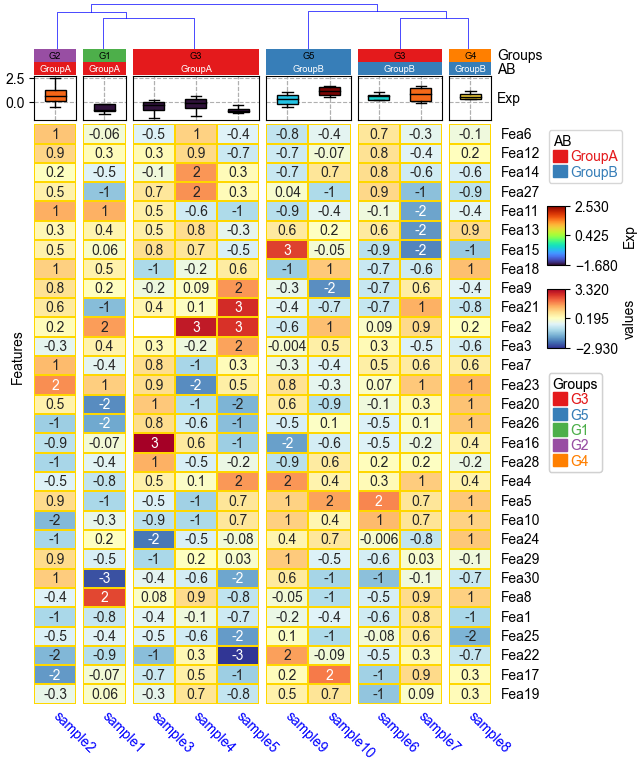 G2 G1 G3 G5 G3 G4 Groups
GroupA GroupA GroupA GroupB GroupB GroupB AB
2.5
0.0
Exp
1 -0.06 -0.5 1 -0.4 -0.8 -0.4 0.7 -0.3 -0.1 Fea6
0.9 0.3 0.3 0.9 -0.7 -0.7 -0.07 0.8 -0.4 0.2 Fea12
0.2 -0.5 -0.1 2 0.3 -0.7 0.7 0.8 -0.6 -0.6 Fea14
0.5 -1 0.7 2 0.3 0.04 -1 0.9 -1 -0.9 Fea27
1 1 0.5 -0.6 -1 -0.9 -0.4 -0.1 -2 -0.4 Fea11
0.3 0.4 0.5 0.8 -0.3 0.6 0.2 0.6 -2 0.9 Fea13
0.5 0.06 0.8 0.7 -0.5 3 -0.05 -0.9 -2 -1 Fea15
1 0.5 -1 -0.2 0.6 -1 1 -0.7 -0.6 1 Fea18
0.8 0.2 -0.2 0.09 2 -0.3 -2 -0.7 0.6 -0.4 Fea9
0.6 -1 0.4 0.1 3 -0.4 -0.7 -0.7 1 -0.8 Fea21
0.2 2 3 3 -0.6 1 0.09 0.9 0.2 Fea2
-0.3 0.4 0.3 -0.2 2 -0.004 0.5 0.3 -0.5 -0.6 Fea3
1 -0.4 0.8 -1 0.3 -0.3 -0.4 0.5 0.6 0.6 Fea7
2 1 0.9 -2 0.5 0.8 -0.3 0.07 1 1 Fea23
0.5 -2 1 -1 -2 0.6 -0.9 -0.1 0.3 1 Fea20
-1 -2 0.8 -0.6 -1 -0.5 0.1 -0.5 0.1 1 Fea26
-0.9 -0.07 3 0.6 -1 -2 -0.6 -0.5 -0.2 0.4 Fea16
-1 -0.4 1 -0.5 -0.2 -0.9 0.6 0.2 0.2 -0.2 Fea28
-0.5 -0.8 0.5 0.1 2 2 0.4 0.3 1 0.4 Fea4
0.9 -1 -0.5 -1 0.7 1 2 2 0.7 1 Fea5
-2 -0.3 -0.9 -1 0.7 1 0.4 1 0.7 1 Fea10
-1 0.2 -2 -0.5 -0.08 0.4 0.7 -0.006 -0.8 1 Fea24
0.9 -0.5 -1 0.2 0.03 1 -0.5 -0.6 0.03 -0.1 Fea29
1 -3 -0.4 -0.6 -2 0.6 -1 -1 -0.1 -0.7 Fea30
-0.4 2 0.08 0.9 -0.8 -0.05 -1 -0.5 0.9 -1 Fea8
-1 -0.8 -0.4 -0.1 -0.7 -0.2 -0.4 -0.6 0.8 -1 Fea1
-0.5 -0.4 -0.5 -0.6 -2 0.1 -1 -0.08 0.6 -2 Fea25
-2 -0.9 -1 0.3 -3 2 -0.09 -0.5 0.3 -0.7 Fea22
-2 -0.07 -0.7 0.5 -1 0.2 2 -1 0.9 0.3 Fea17
-0.3 0.06 -0.3 0.7 -0.8 0.5 0.7 -1 0.09 0.3 Fea19
Features
sample2 sample1 sample3 sample4 sample5 sample9 sample10 sample6 sample7 sample8
AB
GroupA
GroupB
2.530
0.425
-1.680
Exp
3.320
0.195
-2.930
values
Groups
G3
G5
G1
G2
G4